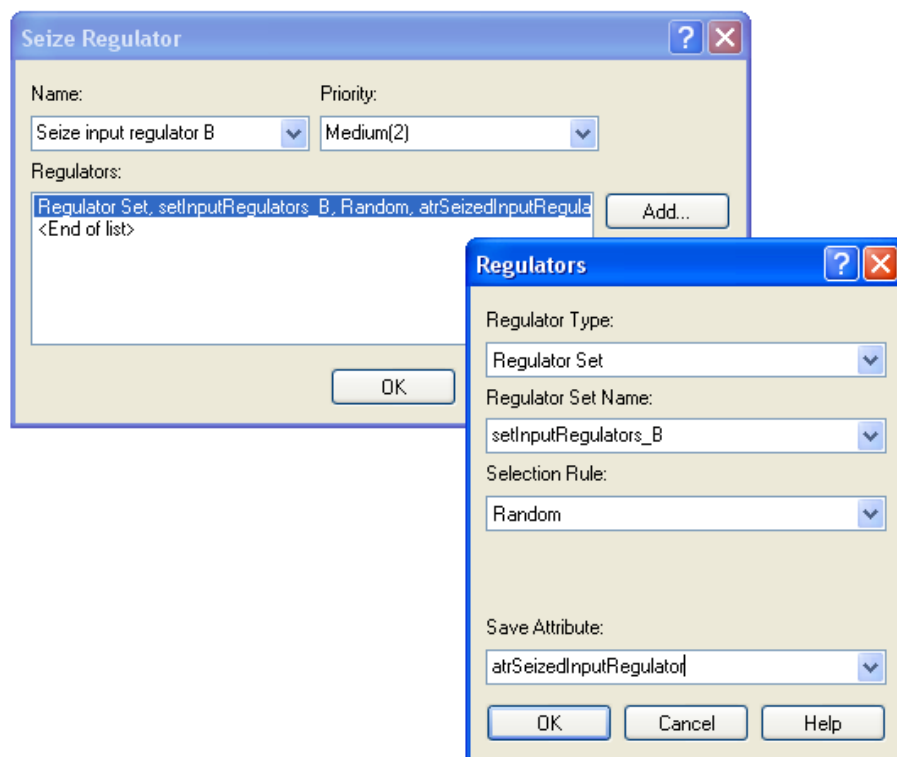 Seize Regulator
Name: Priority:
Seize input regulator B Medium(2)
Regulators:
Regulator Set, setInputRegulators_B, Random, atrSeizedInputRegula
<End of list>
Add...
OK
Regulators
Regulator Type:
Regulator Set
Regulator Set Name:
setInputRegulators_B
Selection Rule:
Random
Save Attribute:
atrSeizedInputRegulator
OK Cancel Help